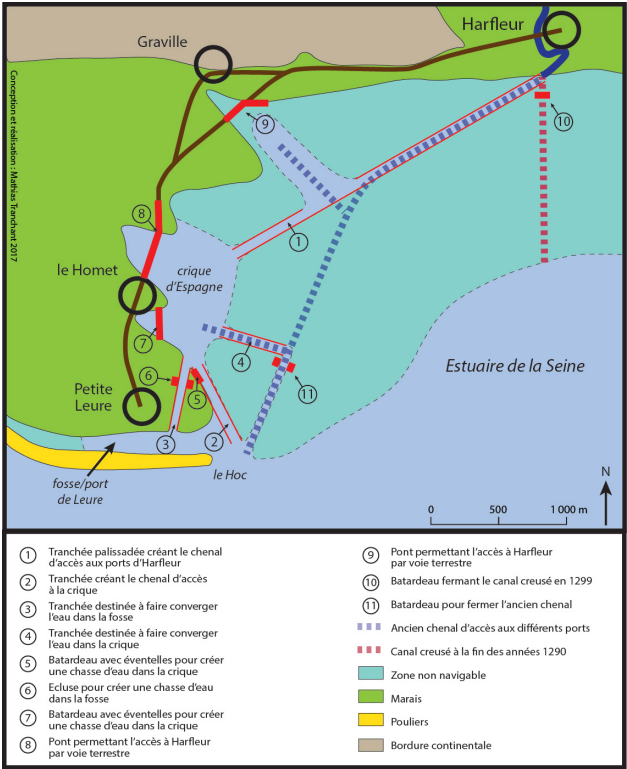 Harfleur
Graville
Conception et réalisation : Mathias Tranchant 2017
10
9
8
1
le Homet
crique
d'Espagne
7
4
6
Estuaire de la Seine
Petite
Leure
5
11
3
2
le Hoc
fosse/port
de Leure
N
0 500 1 000 m
1 Tranchée palissadée créant le chenal
d'accès aux ports d'Harfleur
2 Tranchée créant le chenal d'accès
à la crique
3 Tranchée destinée à faire converger
l'eau dans la fosse
4 Tranchée destinée à faire converger
l'eau dans la crique
5 Batardeau avec éventelles pour créer
une chasse d'eau dans la crique
6 Ecluse pour créer une chasse d'eau
dans la fosse
7 Batardeau avec éventelles pour créer
une chasse d'eau dans la crique
8 Pont permettant l'accès à Harfleur
par voie terrestre
9 Pont permettant l'accès à Harfleur
par voie terrestre
10 Batardeau fermant le canal creusé en 1299
11 Batardeau pour fermer l'ancien chenal
Ancien chenal d'accès aux différents ports
Canal creusé à la fin des années 1290
Zone non navigable
Marais
Pouliers
Bordure continentale